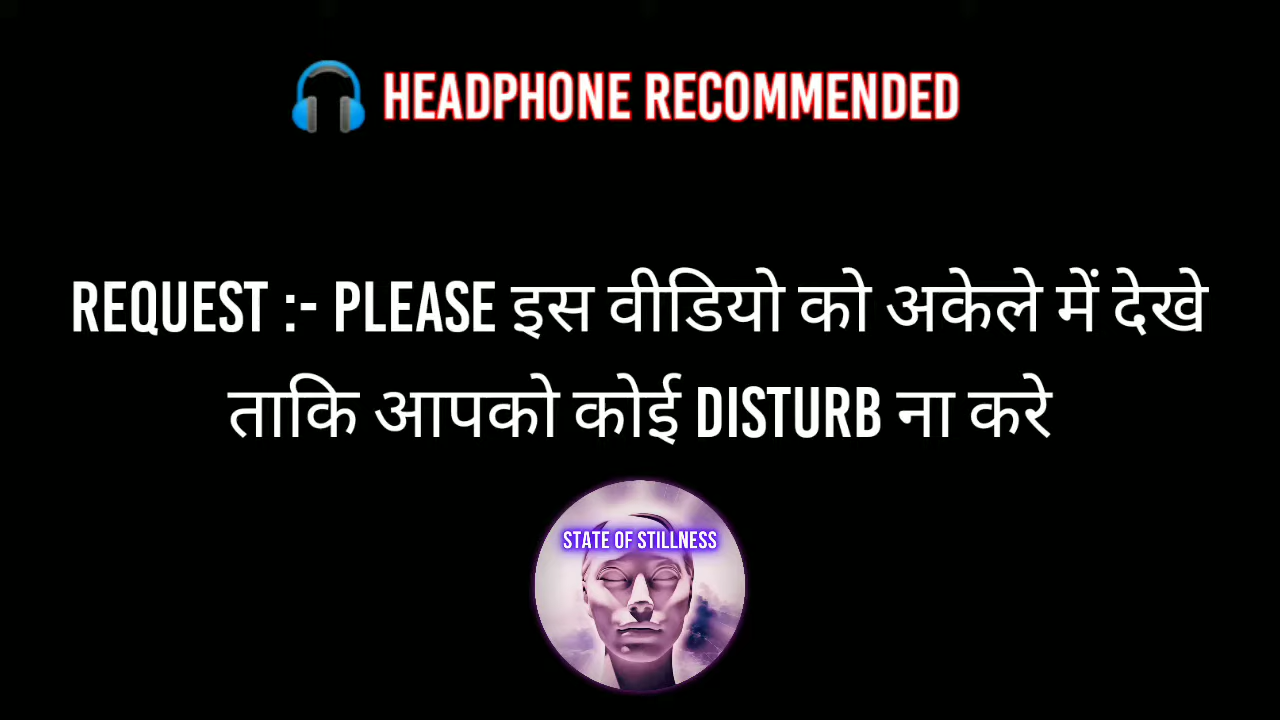 🎧 HEADPHONE RECOMMENDED
REQUEST :- PLEASE इस वीडियो को अकेले में देखे
ताकि आपको कोई DISTURB ना करे
STATE OF STILLNESS